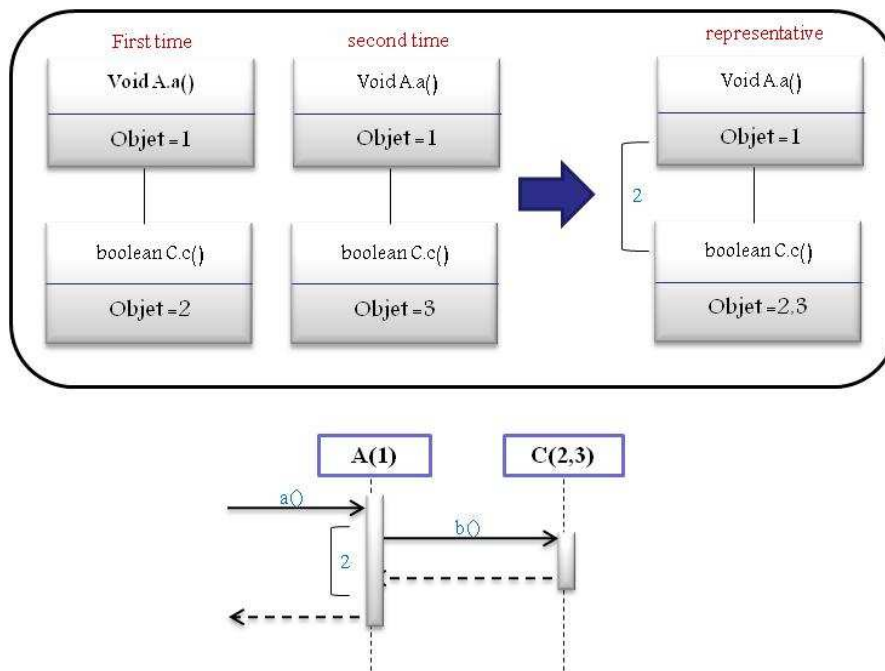 First time
second time
representative
Void A.a()
Void A.a()
Void A.a()
Objet = 1
Objet = 1
Objet = 1
2
boolean C.c()
boolean C.c()
boolean C.c()
Objet = 2
Objet = 3
Objet = 2,3
A(1)
C(2,3)
a()
b()
2